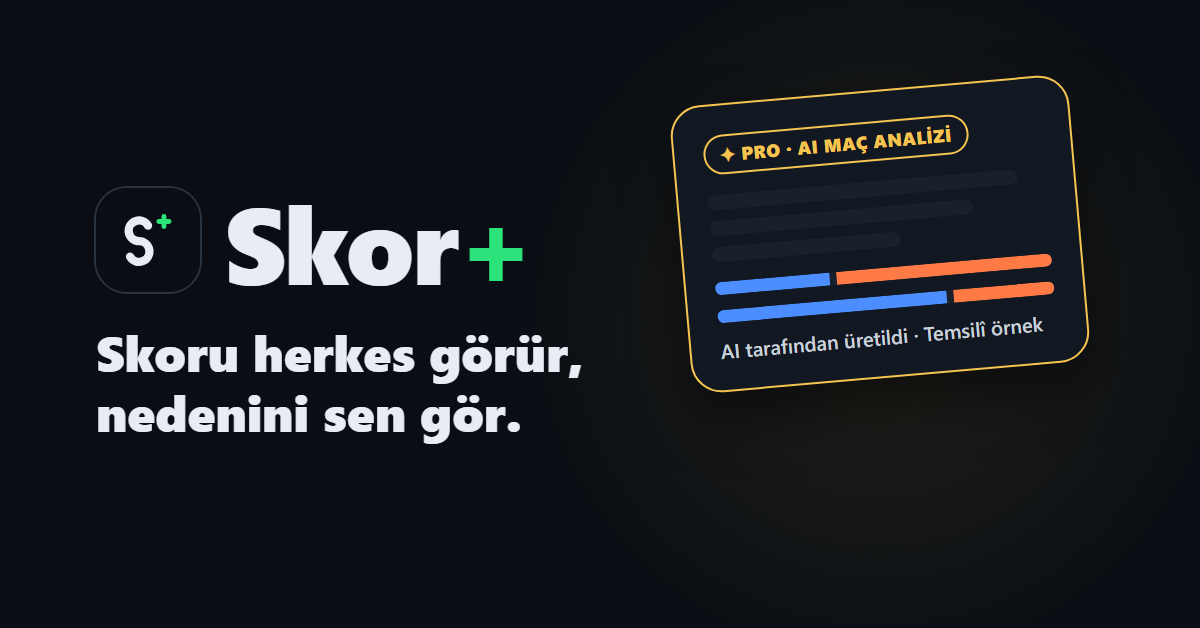 S+
Skor+
Skoru herkes görür,
nedenini sen gör.
✦ PRO · AI MAÇ ANALİZİ
AI tarafından üretildi · Temsilî örnek